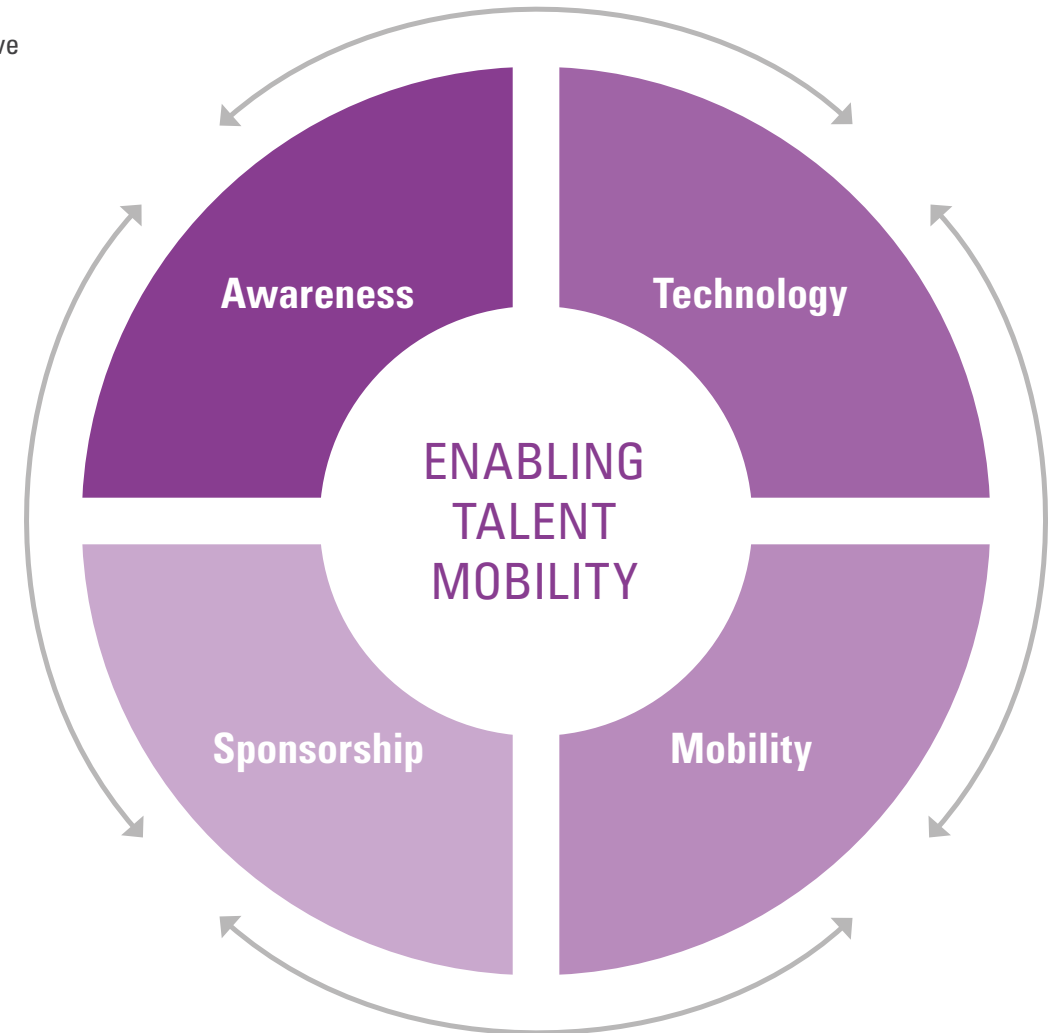 ve
Awareness
Technology
ENABLING
TALENT
MOBILITY
Sponsorship
Mobility